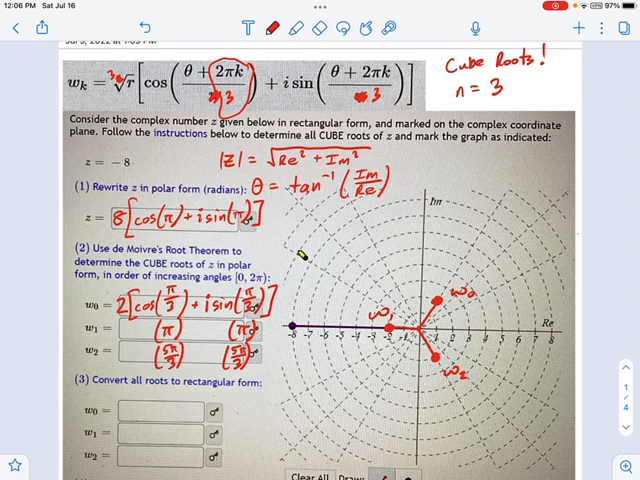 12:06 PM Sat Jul 16
97%
w_k = ³√r [cos((θ + 2πk)/3) + i sin((θ + 2πk)/3)]
Cube Roots!
n = 3
Consider the complex number z given below in rectangular form, and marked on the complex coordinate
plane. Follow the instructions below to determine all CUBE roots of z and mark the graph as indicated:
z = − 8
|z| = √(Re² + Im²)
(1) Rewrite z in polar form (radians):
θ = tan⁻¹(Im/Re)
z = 8[cos(π) + i sin(π)]
(2) Use de Moivre's Root Theorem to
determine the CUBE roots of z in polar
form, in order of increasing angles [0, 2π):
w0 = 2[cos(π/3) + i sin(π/3)]
w1 = (π) (π)
w2 = (5π/3) (5π/3)
(3) Convert all roots to rectangular form:
w0 =
w1 =
w2 =
Im
Re
w0
w1
w2
-8 -7 -6 -5 -4 -3 -2 -1 1 2 3 4 5 6 7 8
Clear All Draw:
1
4